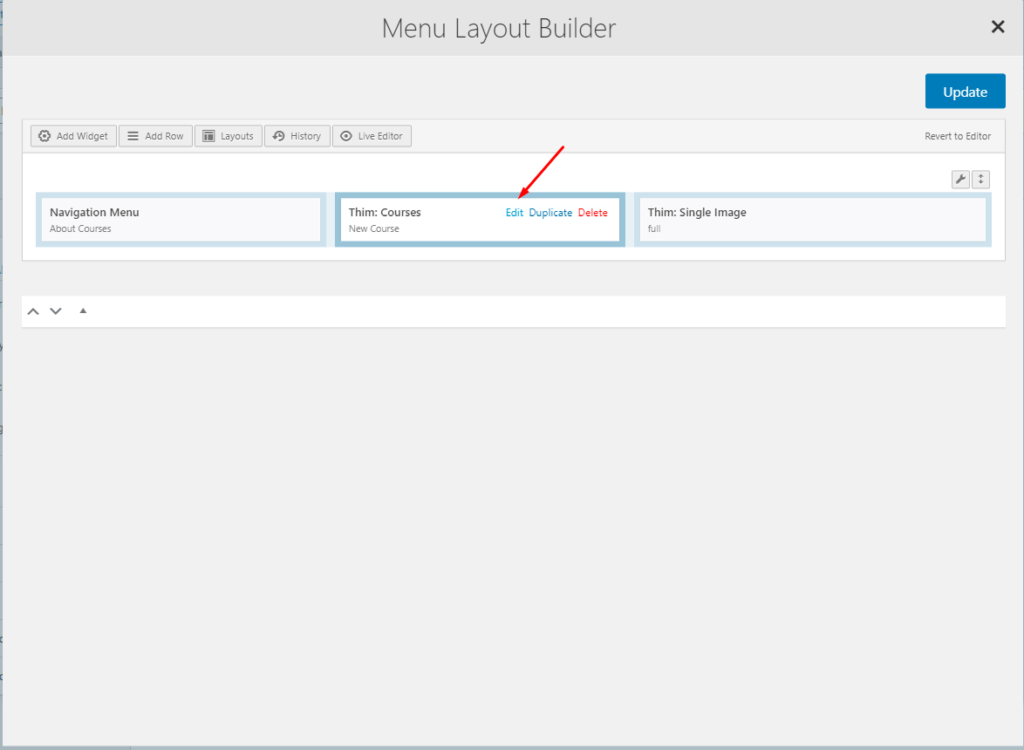 Menu Layout Builder
Update
Add Widget Add Row Layouts History Live Editor Revert to Editor
Navigation Menu
About Courses
Thim: Courses Edit Duplicate Delete
New Course
Thim: Single Image
full